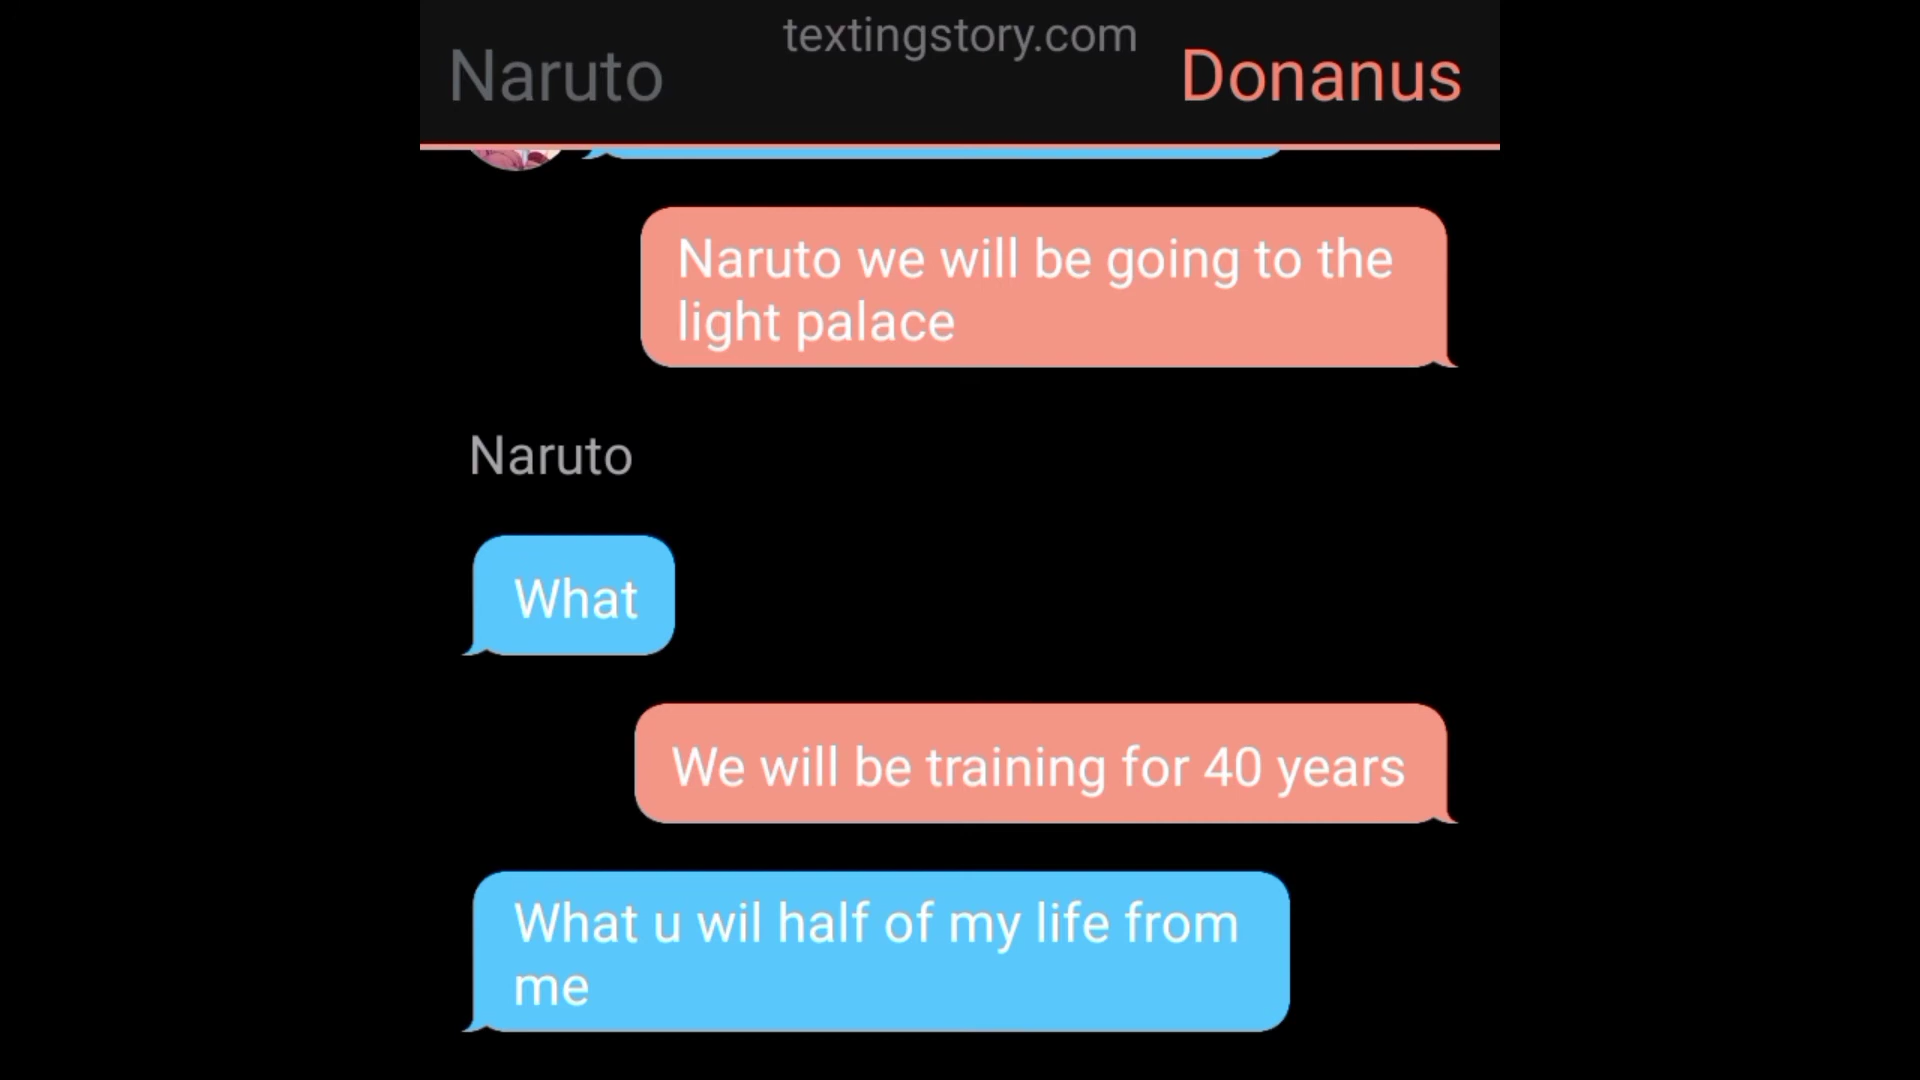 textingstory.com
Naruto
Donanus
Naruto we will be going to the
light palace
Naruto
What
We will be training for 40 years
What u wil half of my life from
me